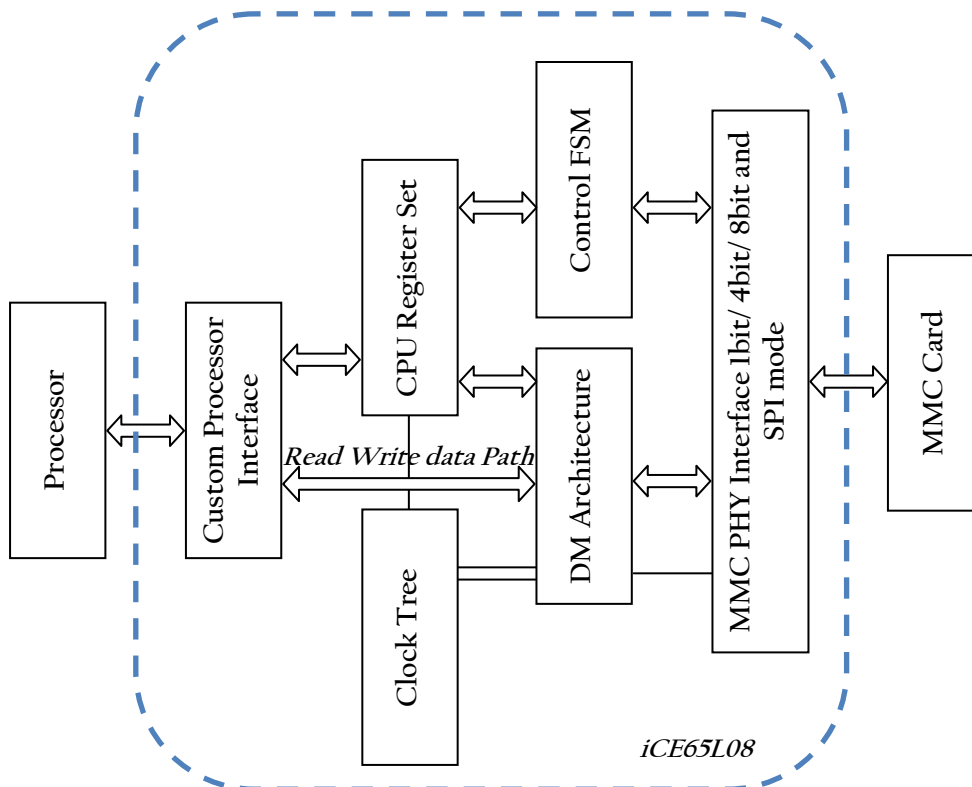 Processor
Custom Processor
Interface
CPU Register Set
Control FSM
Read Write data Path
Clock Tree
DM Architecture
MMC PHY Interface 1bit/ 4bit/ 8bit and
SPI mode
MMC Card
iCE65L08